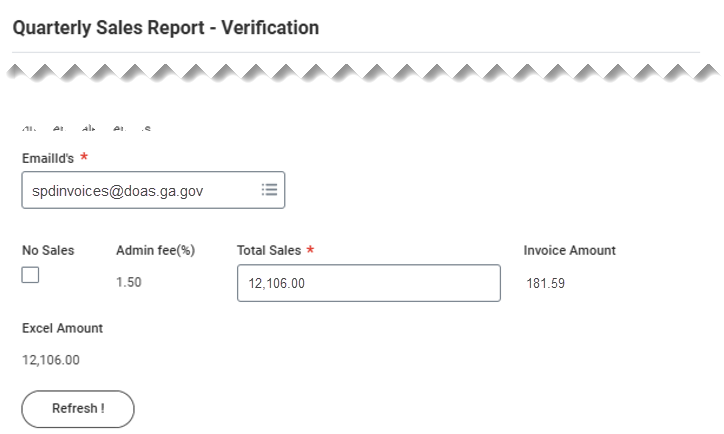 Quarterly Sales Report - Verification
EmailId's *
spdinvoices@doas.ga.gov
No Sales Admin fee(%) Total Sales * Invoice Amount
1.50 12,106.00 181.59
Excel Amount
12,106.00
Refresh !